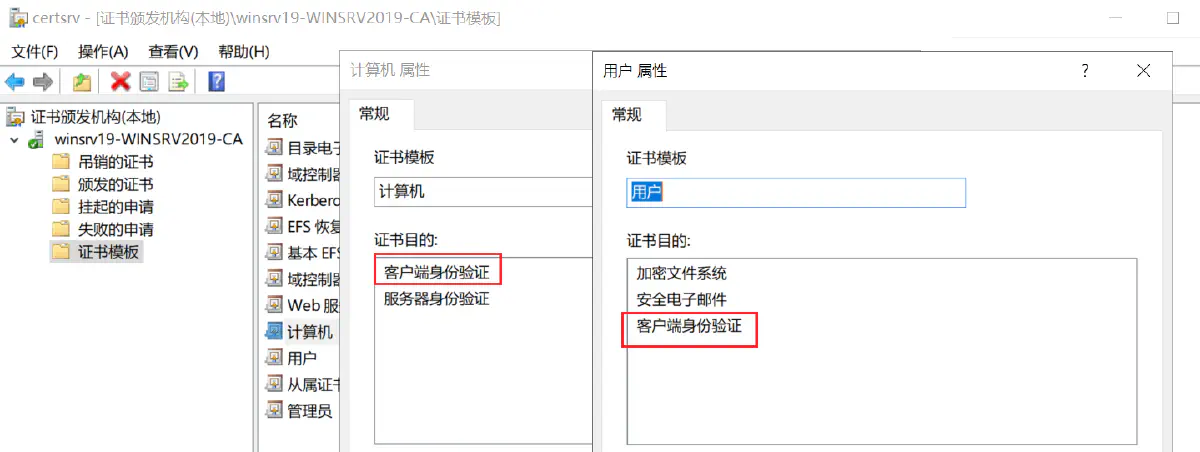 certsrv - [证书颁发机构(本地)\winsrv19-WINSRV2019-CA\证书模板]
文件(F) 操作(A) 查看(V) 帮助(H)
证书颁发机构(本地)
winsrv19-WINSRV2019-CA
吊销的证书
颁发的证书
挂起的申请
失败的申请
证书模板
名称
目录电子
域控制器
Kerbero
EFS 恢复
基本 EFS
域控制器
Web 服
计算机
用户
从属证书
管理员
计算机 属性
常规
证书模板
计算机
证书目的:
客户端身份验证
服务器身份验证
用户 属性
?
常规
证书模板
用户
证书目的:
加密文件系统
安全电子邮件
客户端身份验证